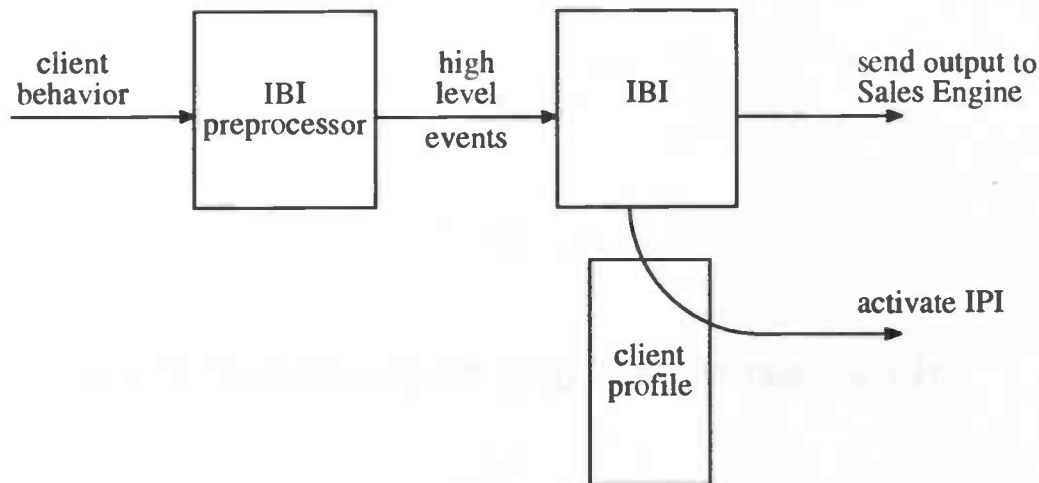 client
behavior
IBI
preprocessor
high
level
events
IBI
send output to
Sales Engine
activate IPI
client
profile